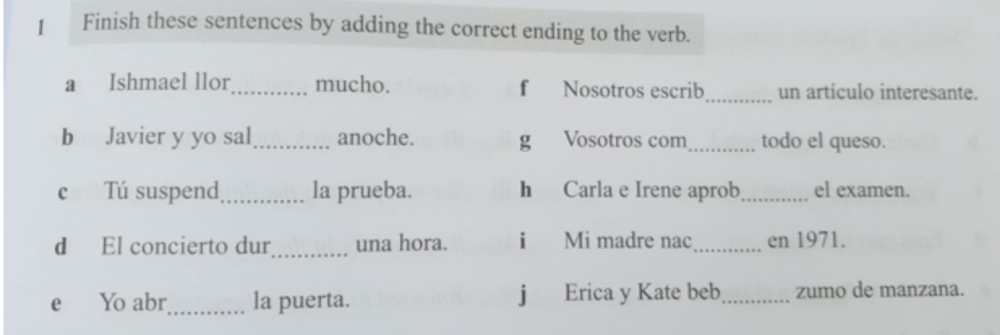 1 Finish these sentences by adding the correct ending to the verb.
a Ishmael llor............ mucho.
b Javier y yo sal............ anoche.
c Tú suspend............. la prueba.
d El concierto dur............ una hora.
e Yo abr............ la puerta.
f Nosotros escrib............ un artículo interesante.
g Vosotros com............ todo el queso.
h Carla e Irene aprob............ el examen.
i Mi madre nac............ en 1971.
j Erica y Kate beb............ zumo de manzana.